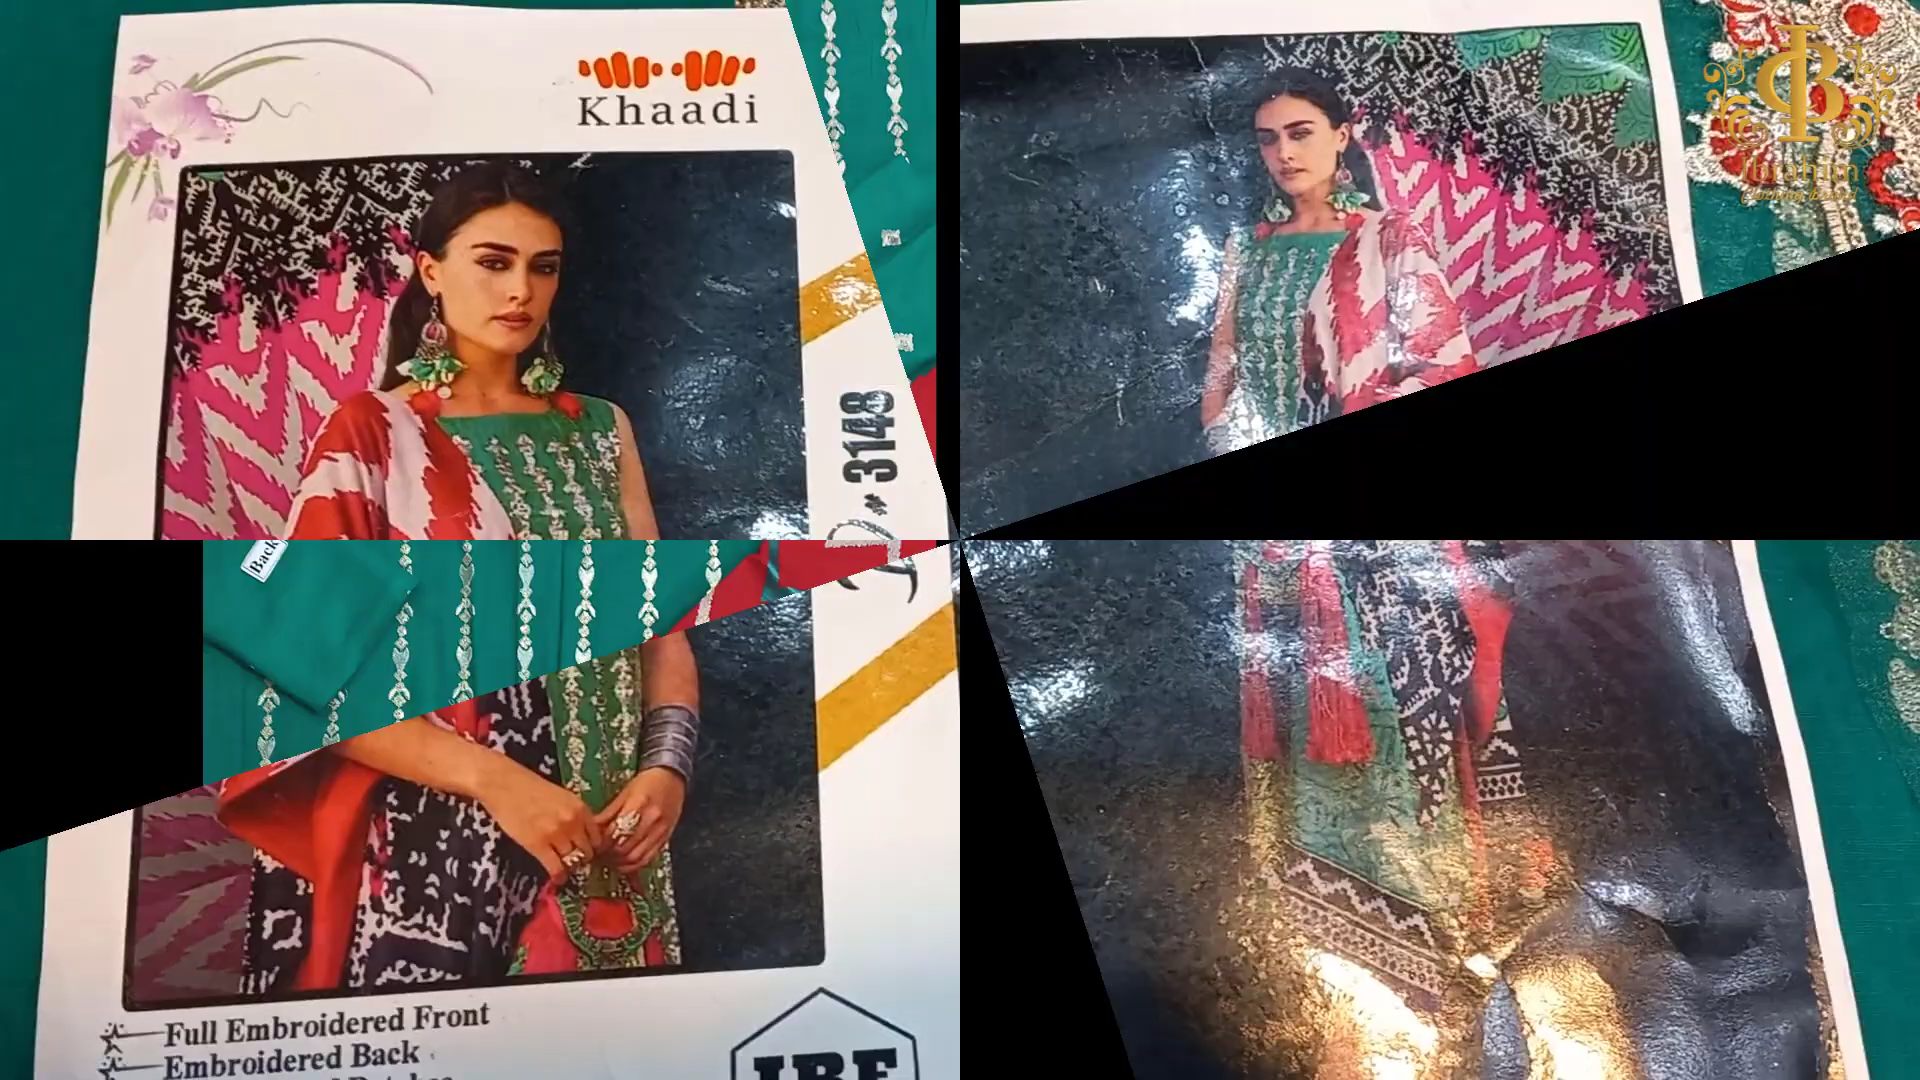 Khaadi
Ibrahim
D# 3148
Back
Full Embroidered Front
Embroidered Back
IBF